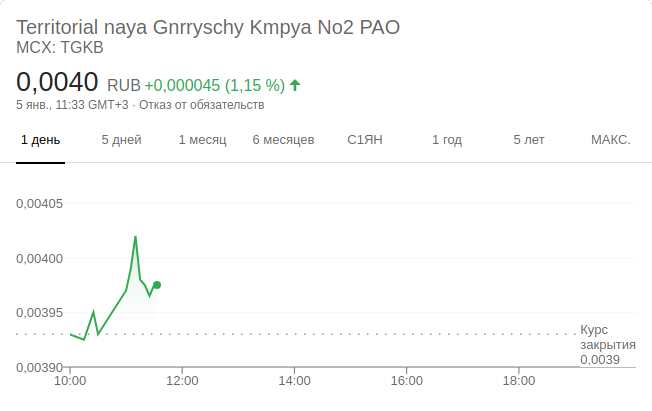 Territorial naya Gnrryschy Kmpya No2 PAO
MCX: TGKB
0,0040 RUB +0,000045 (1,15 %)
5 янв., 11:33 GMT+3 · Отказ от обязательств
1 день 5 дней 1 месяц 6 месяцев С1ЯН 1 год 5 лет МАКС.
0,00405
0,00400
0,00395
0,00390
Курс
закрытия
0,0039
10:00 12:00 14:00 16:00 18:00